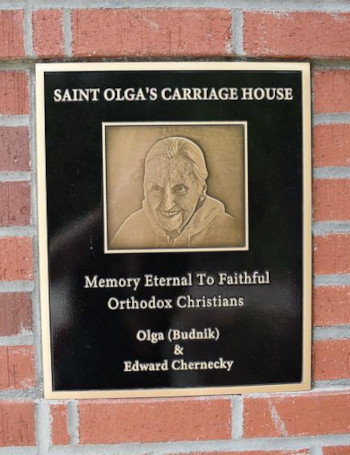 SAINT OLGA'S CARRIAGE HOUSE
Memory Eternal To Faithful
Orthodox Christians
Olga (Budnik)
&
Edward Chernecky